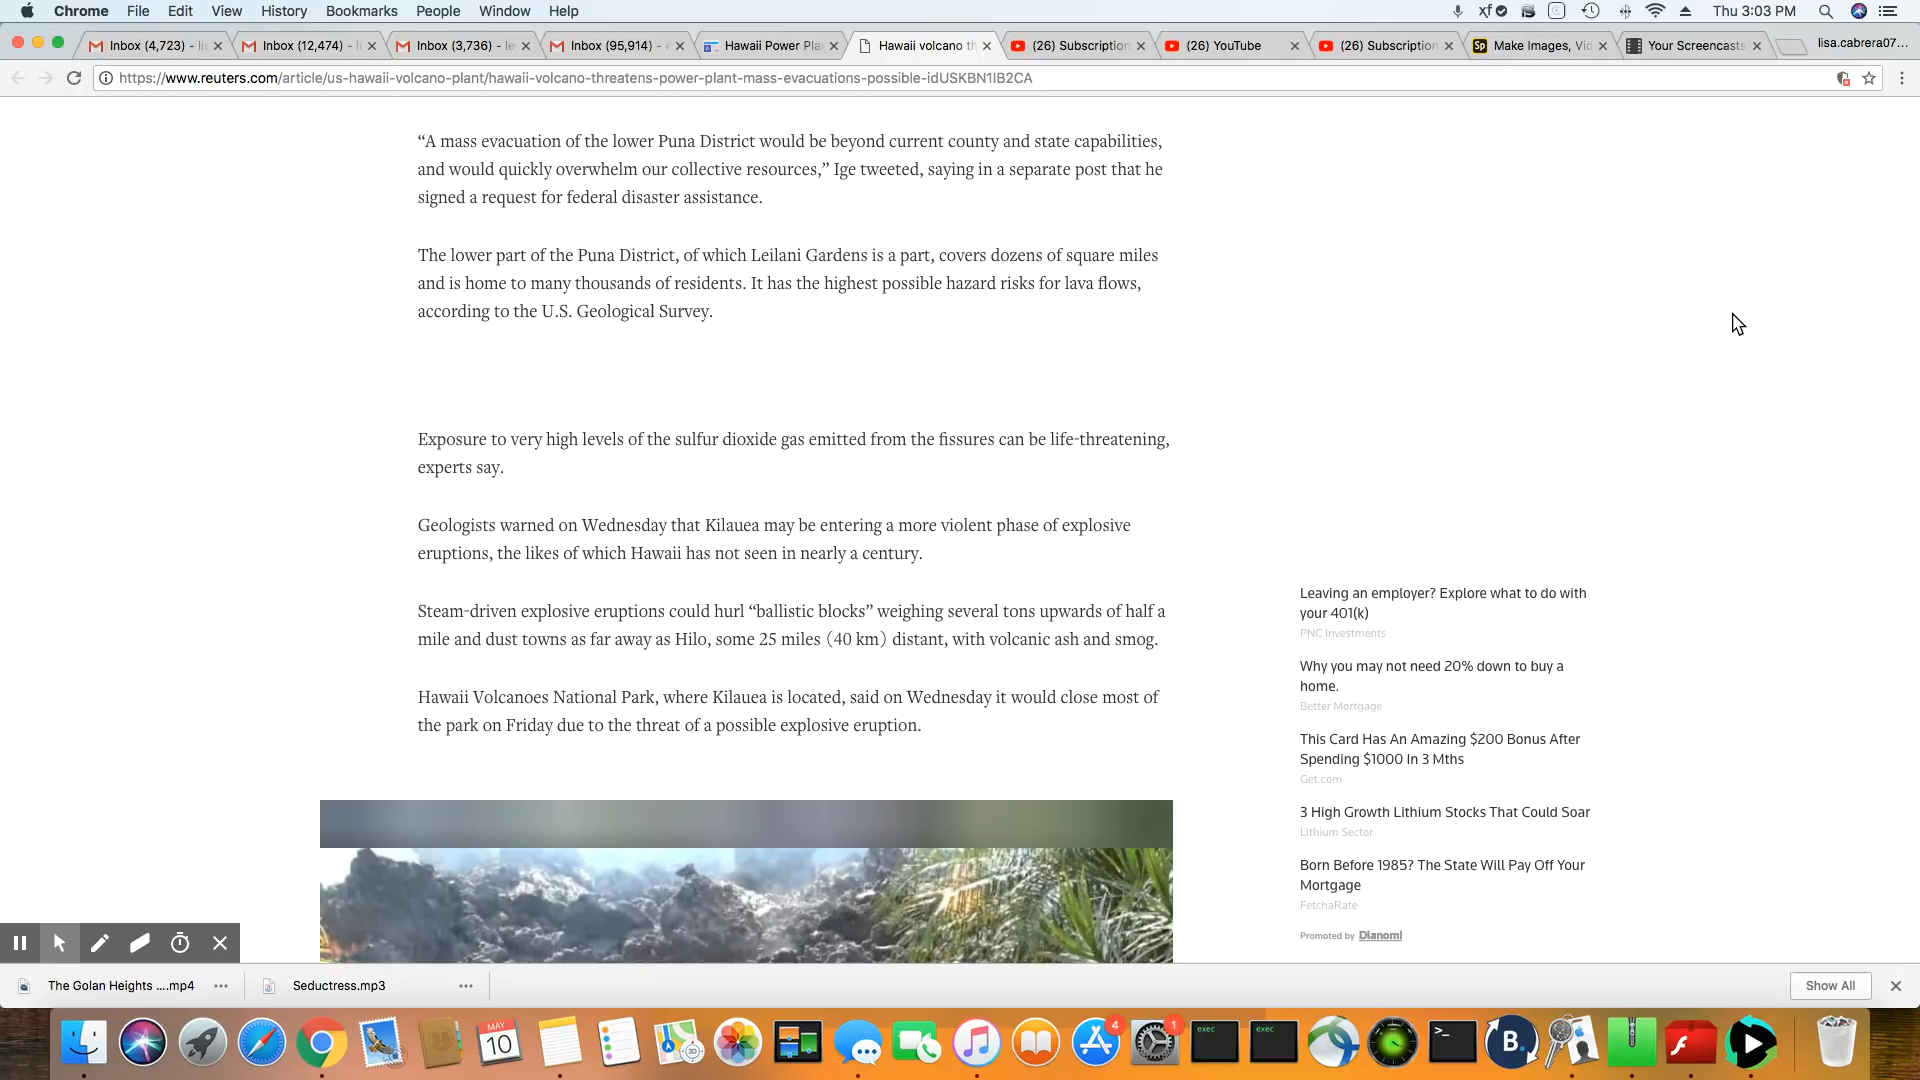 Chrome File Edit View History Bookmarks People Window Help Thu 3:03 PM
Inbox (4,723) - Inbox (12,474) - Inbox (3,736) - Inbox (95,914) - Hawaii Power Hawaii volcano (26) Subscription (26) YouTube (26) Subscription Make Images, Your Screencasts lisa.cabrera07...
https://www.reuters.com/article/us-hawaii-volcano-plant/hawaii-volcano-threatens-power-plant-mass-evacuations-possible-idUSKBN1IB2CA
“A mass evacuation of the lower Puna District would be beyond current county and state capabilities,
and would quickly overwhelm our collective resources,” Ige tweeted, saying in a separate post that he
signed a request for federal disaster assistance.
The lower part of the Puna District, of which Leilani Gardens is a part, covers dozens of square miles
and is home to many thousands of residents. It has the highest possible hazard risks for lava flows,
according to the U.S. Geological Survey.
Exposure to very high levels of the sulfur dioxide gas emitted from the fissures can be life-threatening,
experts say.
Geologists warned on Wednesday that Kilauea may be entering a more violent phase of explosive
eruptions, the likes of which Hawaii has not seen in nearly a century.
Steam-driven explosive eruptions could hurl “ballistic blocks” weighing several tons upwards of half a
mile and dust towns as far away as Hilo, some 25 miles (40 km) distant, with volcanic ash and smog.
Hawaii Volcanoes National Park, where Kilauea is located, said on Wednesday it would close most of
the park on Friday due to the threat of a possible explosive eruption.
Leaving an employer? Explore what to do with
your 401(k)
PNC Investments
Why you may not need 20% down to buy a
home.
Better Mortgage
This Card Has An Amazing $200 Bonus After
Spending $1000 In 3 Mths
Get.com
3 High Growth Lithium Stocks That Could Soar
Lithium Sector
Born Before 1985? The State Will Pay Off Your
Mortgage
FetchaRate
Promoted by Dianomi
The Golan Heights ....mp4 Seductress.mp3 Show All
MAY
10
3D
4
1
exec
exec
>_
B.